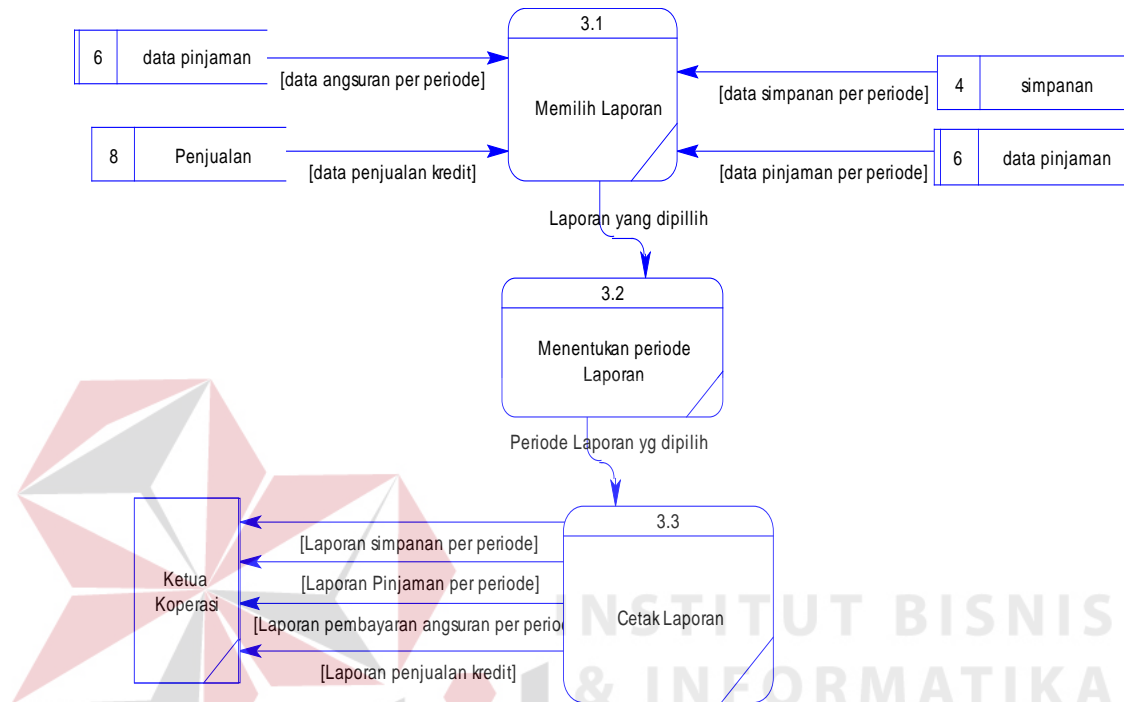 3.1
6
data pinjaman
[data angsuran per periode]
[data simpanan per periode]
4
simpanan
Memilih Laporan
8
Penjualan
[data penjualan kredit]
[data pinjaman per periode]
6
data pinjaman
Laporan yang dipillih
3.2
Menentukan periode
Laporan
Periode Laporan yg dipilih
3.3
[Laporan simpanan per periode]
Ketua
Koperasi
[Laporan Pinjaman per periode]
[Laporan pembayaran angsuran per perio
Cetak Laporan
[Laporan penjualan kredit]
INSTITUT BISNIS
& INFORMATIKA